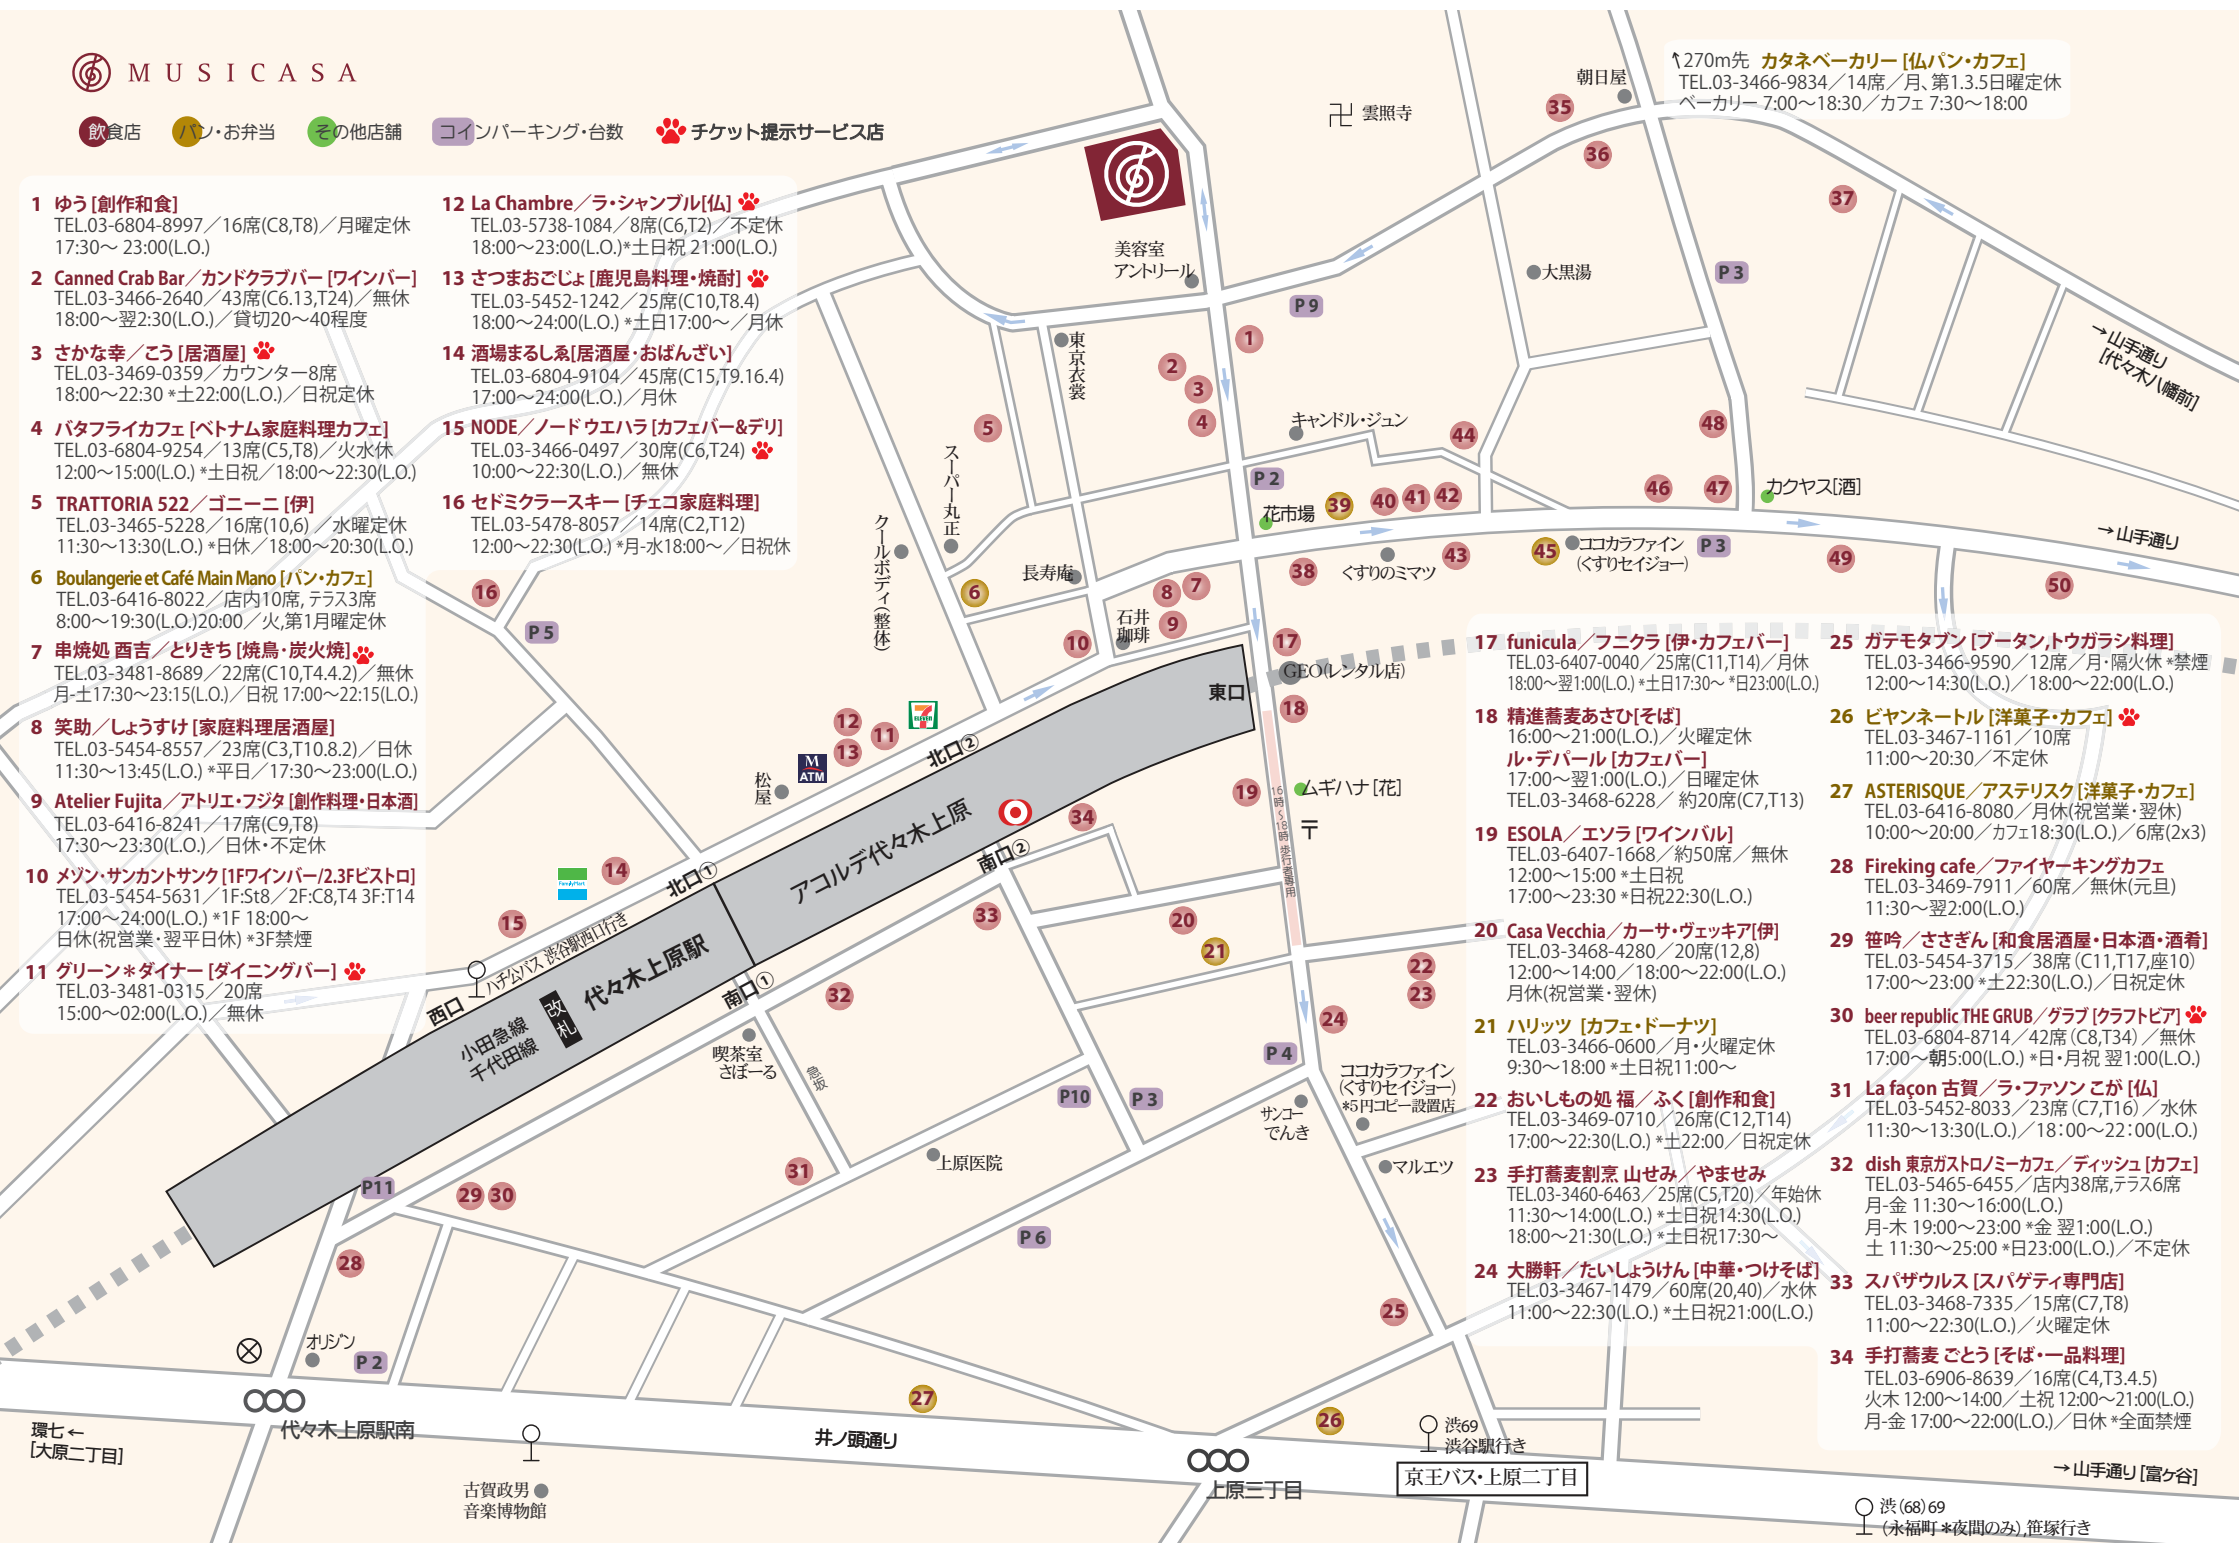 MUSICASA
飲食店
パン・お弁当
その他店舗
コインパーキング・台数
チケット提示サービス店
↑270m先 カタネベーカリー [仏パン・カフェ]
TEL.03-3466-9834／14席／月、第1.3.5日曜定休
ベーカリー 7:00〜18:30／カフェ 7:30〜18:00
1 ゆう [創作和食]
TEL.03-6804-8997／16席(C8,T8)／月曜定休
17:30〜 23:00(L.O.)
2 Canned Crab Bar／カンドクラブバー [ワインバー]
TEL.03-3466-2640／43席(C6.13,T24)／無休
18:00〜翌2:30(L.O.)／貸切20〜40程度
3 さかな幸／こう [居酒屋]
TEL.03-3469-0359／カウンター8席
18:00〜22:30 *土22:00(L.O.)／日祝定休
4 バタフライカフェ [ベトナム家庭料理カフェ]
TEL.03-6804-9254／13席(C5,T8)／火水休
12:00〜15:00(L.O.) *土日祝／18:00〜22:30(L.O.)
5 TRATTORIA 522／ゴニーニ [伊]
TEL.03-3465-5228／16席(10,6) ／水曜定休
11:30〜13:30(L.O.) *日休／18:00〜20:30(L.O.)
6 Boulangerie et Café Main Mano [パン・カフェ]
TEL.03-6416-8022／店内10席, テラス3席
8:00〜19:30(L.O.)20:00／火,第1月曜定休
7 串焼処 酉吉／とりきち [焼鳥・炭火焼]
TEL.03-3481-8689／22席(C10,T4.4.2)／無休
月-土17:30〜23:15(L.O.)／日祝 17:00〜22:15(L.O.)
8 笑助／しょうすけ [家庭料理居酒屋]
TEL.03-5454-8557／23席(C3,T10.8.2)／日休
11:30〜13:45(L.O.) *平日／17:30〜23:00(L.O.)
9 Atelier Fujita／アトリエ・フジタ [創作料理・日本酒]
TEL.03-6416-8241／17席(C9,T8)
17:30〜23:30(L.O.)／日休・不定休
10 メゾン・サンカントサンク [1Fワインバー/2.3Fビストロ]
TEL.03-5454-5631／1F:St8／2F:C8,T4 3F:T14
17:00〜24:00(L.O.) *1F 18:00〜
日休(祝営業・翌平日休) *3F禁煙
11 グリーン＊ダイナー [ダイニングバー]
TEL.03-3481-0315／20席
15:00〜02:00(L.O.)／無休
12 La Chambre／ラ・シャンブル[仏]
TEL.03-5738-1084／8席(C6,T2)／不定休
18:00〜23:00(L.O.)*土日祝 21:00(L.O.)
13 さつまおごじょ [鹿児島料理・焼酎]
TEL.03-5452-1242／25席(C10,T8.4)
18:00〜24:00(L.O.) *土日17:00〜／月休
14 酒場まるしゑ[居酒屋・おばんざい]
TEL.03-6804-9104／45席(C15,T9.16.4)
17:00〜24:00(L.O.)／月休
15 NODE／ノード ウエハラ [カフェバー&デリ]
TEL.03-3466-0497／30席(C6,T24)
10:00〜22:30(L.O.)／無休
16 セドミクラースキー [チェコ家庭料理]
TEL.03-5478-8057／14席(C2,T12)
12:00〜22:30(L.O.) *月-水18:00〜／日祝休
17 funicula／フニクラ [伊・カフェバー]
TEL.03-6407-0040／25席(C11,T14)／月休
18:00〜翌1:00(L.O.) *土日17:30〜 *日23:00(L.O.)
18 精進蕎麦あさひ[そば]
16:00〜21:00(L.O.)／火曜定休
ル・デパール [カフェバー]
17:00〜翌1:00(L.O.)／日曜定休
TEL.03-3468-6228／ 約20席(C7,T13)
19 ESOLA／エソラ [ワインバル]
TEL.03-6407-1668／約50席／無休
12:00〜15:00 *土日祝
17:00〜23:30 *日祝22:30(L.O.)
20 Casa Vecchia／カーサ・ヴェッキア[伊]
TEL.03-3468-4280／20席(12,8)
12:00〜14:00／18:00〜22:00(L.O.)
月休(祝営業・翌休)
21 ハリッツ [カフェ・ドーナツ]
TEL.03-3466-0600／月・火曜定休
9:30〜18:00 *土日祝11:00〜
22 おいしもの処 福／ふく [創作和食]
TEL.03-3469-0710／26席(C12,T14)
17:00〜22:30(L.O.) *土22:00／日祝定休
23 手打蕎麦割烹 山せみ／やませみ
TEL.03-3460-6463／25席(C5,T20)／年始休
11:30〜14:00(L.O.) *土日祝14:30(L.O.)
18:00〜21:30(L.O.) *土日祝17:30〜
24 大勝軒／たいしょうけん [中華・つけそば]
TEL.03-3467-1479／60席(20,40)／水休
11:00〜22:30(L.O.) *土日祝21:00(L.O.)
25 ガテモタブン [ブータン,トウガラシ料理]
TEL.03-3466-9590／12席／月・隔火休 *禁煙
12:00〜14:30(L.O.)／18:00〜22:00(L.O.)
26 ビヤンネートル [洋菓子・カフェ]
TEL.03-3467-1161／10席
11:00〜20:30／不定休
27 ASTERISQUE／アステリスク [洋菓子・カフェ]
TEL.03-6416-8080／月休(祝営業・翌休)
10:00〜20:00／カフェ18:30(L.O.)／6席(2x3)
28 Fireking cafe／ファイヤーキングカフェ
TEL.03-3469-7911／60席／無休(元旦)
11:30〜翌2:00(L.O.)
29 笹吟／ささぎん [和食居酒屋・日本酒・酒肴]
TEL.03-5454-3715／38席（C11,T17,座10）
17:00〜23:00 *土22:30(L.O.)／日祝定休
30 beer republic THE GRUB／グラブ [クラフトビア]
TEL.03-6804-8714／42席（C8,T34）／無休
17:00〜朝5:00(L.O.) *日・月祝 翌1:00(L.O.)
31 La façon 古賀／ラ・ファソン こが [仏]
TEL.03-5452-8033／23席（C7,T16）／水休
11:30〜13:30(L.O.)／18：00〜22：00(L.O.)
32 dish 東京ガストロノミーカフェ／ディッシュ [カフェ]
TEL.03-5465-6455／店内38席,テラス6席
月-金 11:30〜16:00(L.O.)
月-木 19:00〜23:00 *金 翌1:00(L.O.)
土 11:30〜25:00 *日23:00(L.O.)／不定休
33 スパザウルス [スパゲティ専門店]
TEL.03-3468-7335／15席(C7,T8)
11:00〜22:30(L.O.)／火曜定休
34 手打蕎麦 ごとう [そば・一品料理]
TEL.03-6906-8639／16席(C4,T3.4.5)
火木 12:00〜14:00／土祝 12:00〜21:00(L.O.)
月-金 17:00〜22:00(L.O.)／日休 *全面禁煙
朝日屋
雲照寺
35
36
37
美容室
アントリール
大黒湯
P 3
P 9
1
2
3
4
5
東京衣裳
キャンドル・ジュン
44
48
→山手通り
[代々木八幡前]
スーパー丸正
P 2
花市場
39
40
41
42
46
47
カクヤス[酒]
クールボディ(整体)
長寿庵
くすりのミマツ
43
45
ココカラファイン
(くすりセイジョー)
P 3
49
→山手通り
50
38
6
7
8
9
石井
珈琲
10
16
P 5
17
GEO(レンタル店)
東口
18
12
11
13
7 ELEVEN
M
ATM
松屋
北口②
アコルデ代々木上原
34
19
ムギハナ [花]
〒
16時〜18時 歩行者専用
FamilyMart
14
15
北口①
南口②
33
20
21
22
23
24
ハチ公バス 渋谷駅西口行き
西口
小田急線
千代田線
改札
代々木上原駅
南口①
32
喫茶室
さぼーる
急坂
P10
P 3
P 4
ココカラファイン
(くすりセイジョー)
*5円コピー設置店
サンコー
でんき
マルエツ
31
上原医院
P11
29
30
28
P 6
25
オリジン
P 2
代々木上原駅南
環七 ←
[大原二丁目]
27
井ノ頭通り
26
渋69
渋谷駅行き
京王バス・上原二丁目
上原三丁目
古賀政男
音楽博物館
→山手通り [富ケ谷]
渋(68)69
(永福町 *夜間のみ),笹塚行き